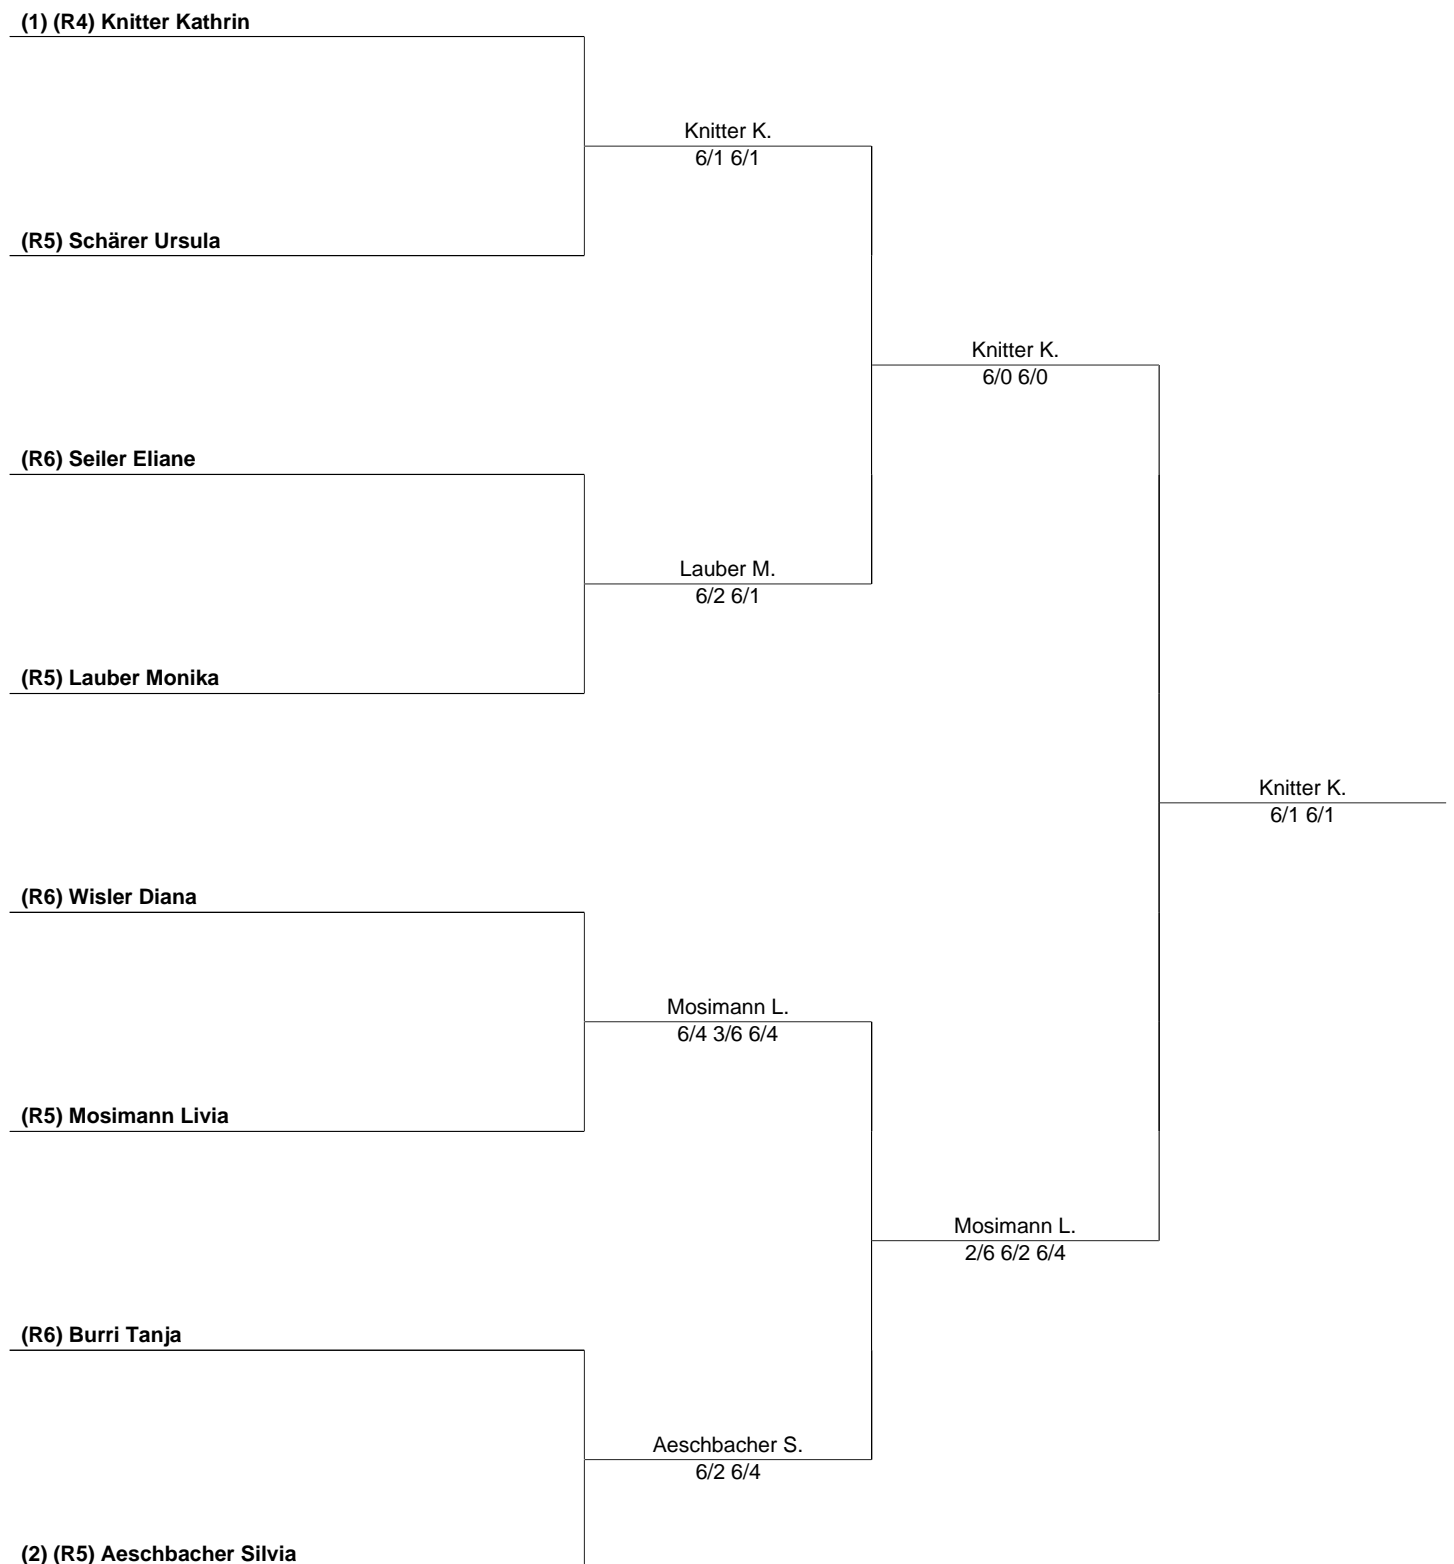 (1) (R4) Knitter Kathrin
Knitter K.
6/1 6/1
(R5) Schärer Ursula
Knitter K.
6/0 6/0
(R6) Seiler Eliane
Lauber M.
6/2 6/1
(R5) Lauber Monika
Knitter K.
6/1 6/1
(R6) Wisler Diana
Mosimann L.
6/4 3/6 6/4
(R5) Mosimann Livia
Mosimann L.
2/6 6/2 6/4
(R6) Burri Tanja
Aeschbacher S.
6/2 6/4
(2) (R5) Aeschbacher Silvia